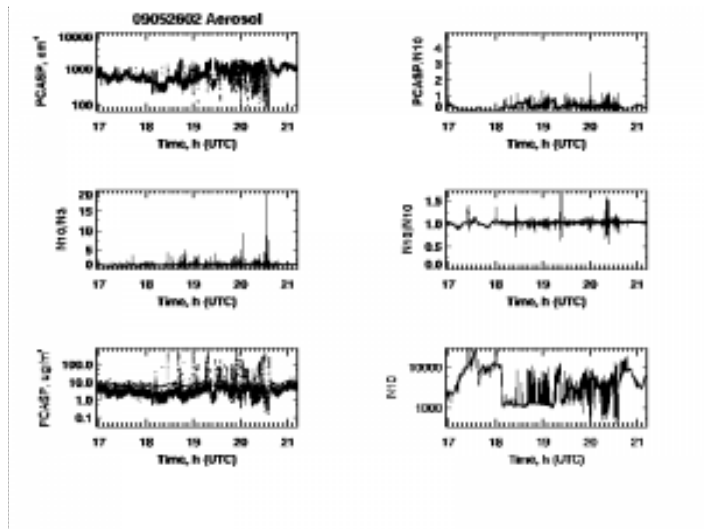 09052602 Aerosol
PCASP, cm⁻³
10000
1000
100
17 18 19 20 21
Time, h (UTC)
PCASP/N10
4
3
2
1
0
17 18 19 20 21
Time, h (UTC)
N10/N3
20
15
10
5
0
17 18 19 20 21
Time, h (UTC)
1.5
1.0
0.5
0.0
17 18 19 20 21
Time, h (UTC)
PCASP, ug/m³
100.0
10.0
1.0
0.1
17 18 19 20 21
Time, h (UTC)
N10
10000
1000
17 18 19 20 21
Time, h (UTC)